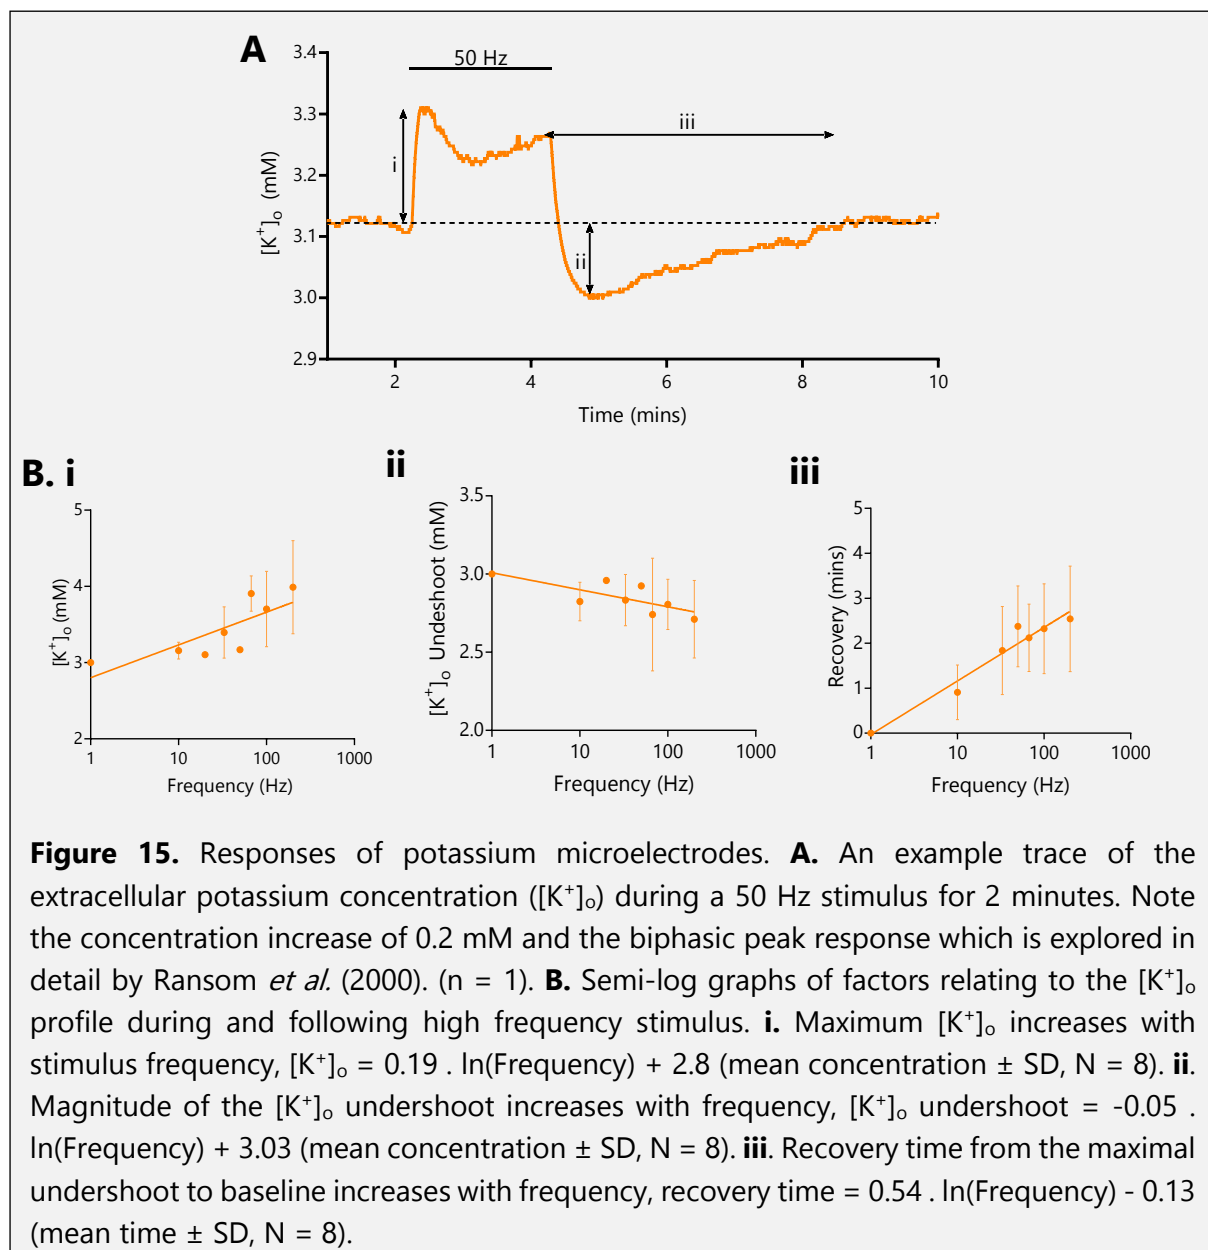 A
50 Hz
3.4
3.3
3.2
3.1
3.0
2.9
[K⁺]ₒ (mM)
i
ii
iii
2
4
6
8
10
Time (mins)
B. i
5
4
3
2
[K⁺]ₒ (mM)
1
10
100
1000
Frequency (Hz)
ii
3.5
3.0
2.5
2.0
[K⁺]ₒ Undeshoot (mM)
1
10
100
1000
Frequency (Hz)
iii
5
4
3
2
1
0
Recovery (mins)
1
10
100
1000
Frequency (Hz)
Figure 15. Responses of potassium microelectrodes. A. An example trace of the
extracellular potassium concentration ([K⁺]ₒ) during a 50 Hz stimulus for 2 minutes. Note
the concentration increase of 0.2 mM and the biphasic peak response which is explored in
detail by Ransom et al. (2000). (n = 1). B. Semi-log graphs of factors relating to the [K⁺]ₒ
profile during and following high frequency stimulus. i. Maximum [K⁺]ₒ increases with
stimulus frequency, [K⁺]ₒ = 0.19 . ln(Frequency) + 2.8 (mean concentration ± SD, N = 8). ii.
Magnitude of the [K⁺]ₒ undershoot increases with frequency, [K⁺]ₒ undershoot = -0.05 .
ln(Frequency) + 3.03 (mean concentration ± SD, N = 8). iii. Recovery time from the maximal
undershoot to baseline increases with frequency, recovery time = 0.54 . ln(Frequency) - 0.13
(mean time ± SD, N = 8).